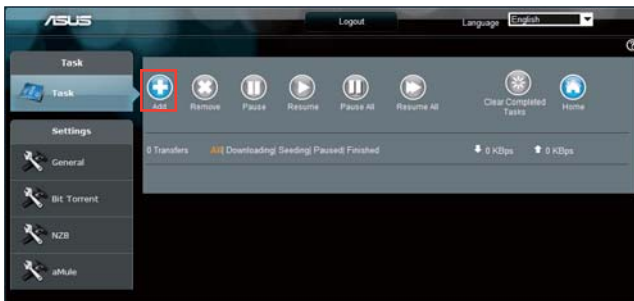 ASUS
Logout
Language English
Task
Task
Add Remove Pause Resume Pause All Resume All Clear Completed Tasks Home
Settings
0 Transfers All| Downloading| Seeding| Paused| Finished 0 KBps 0 KBps
General
Bit Torrent
NZB
aMule